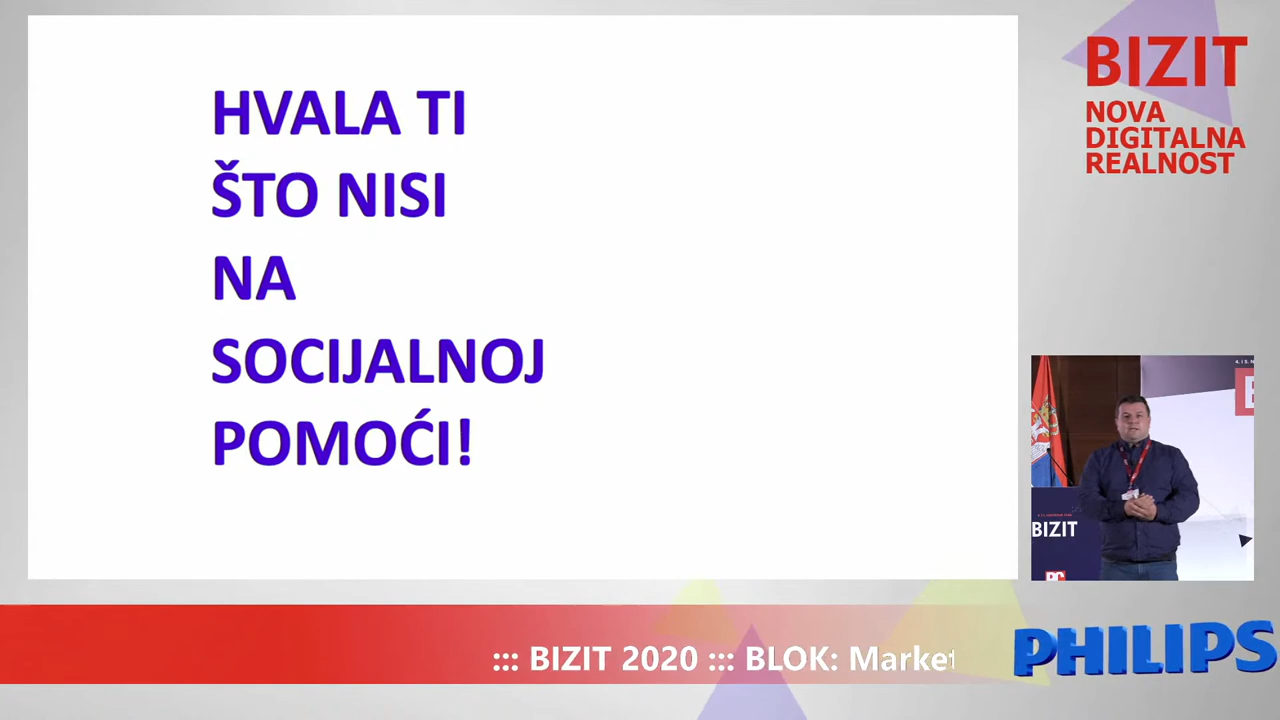 HVALA TI
ŠTO NISI
NA
SOCIJALNOJ
POMOĆI!
BIZIT
NOVA
DIGITALNA
REALNOST
BIZIT
::: BIZIT 2020 ::: BLOK: Market
PHILIPS